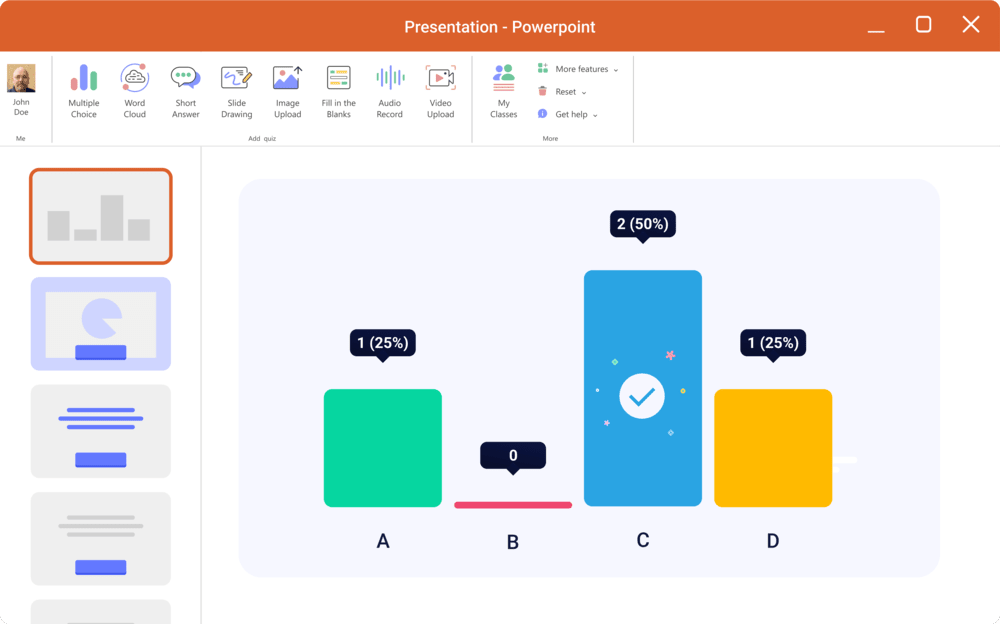 Presentation - Powerpoint
John
Doe
Me
Multiple
Choice
Word
Cloud
Short
Answer
Slide
Drawing
Image
Upload
Fill in the
Blanks
Audio
Record
Video
Upload
Add quiz
My
Classes
More features
Reset
Get help
More
2 (50%)
1 (25%)
1 (25%)
0
A
B
C
D